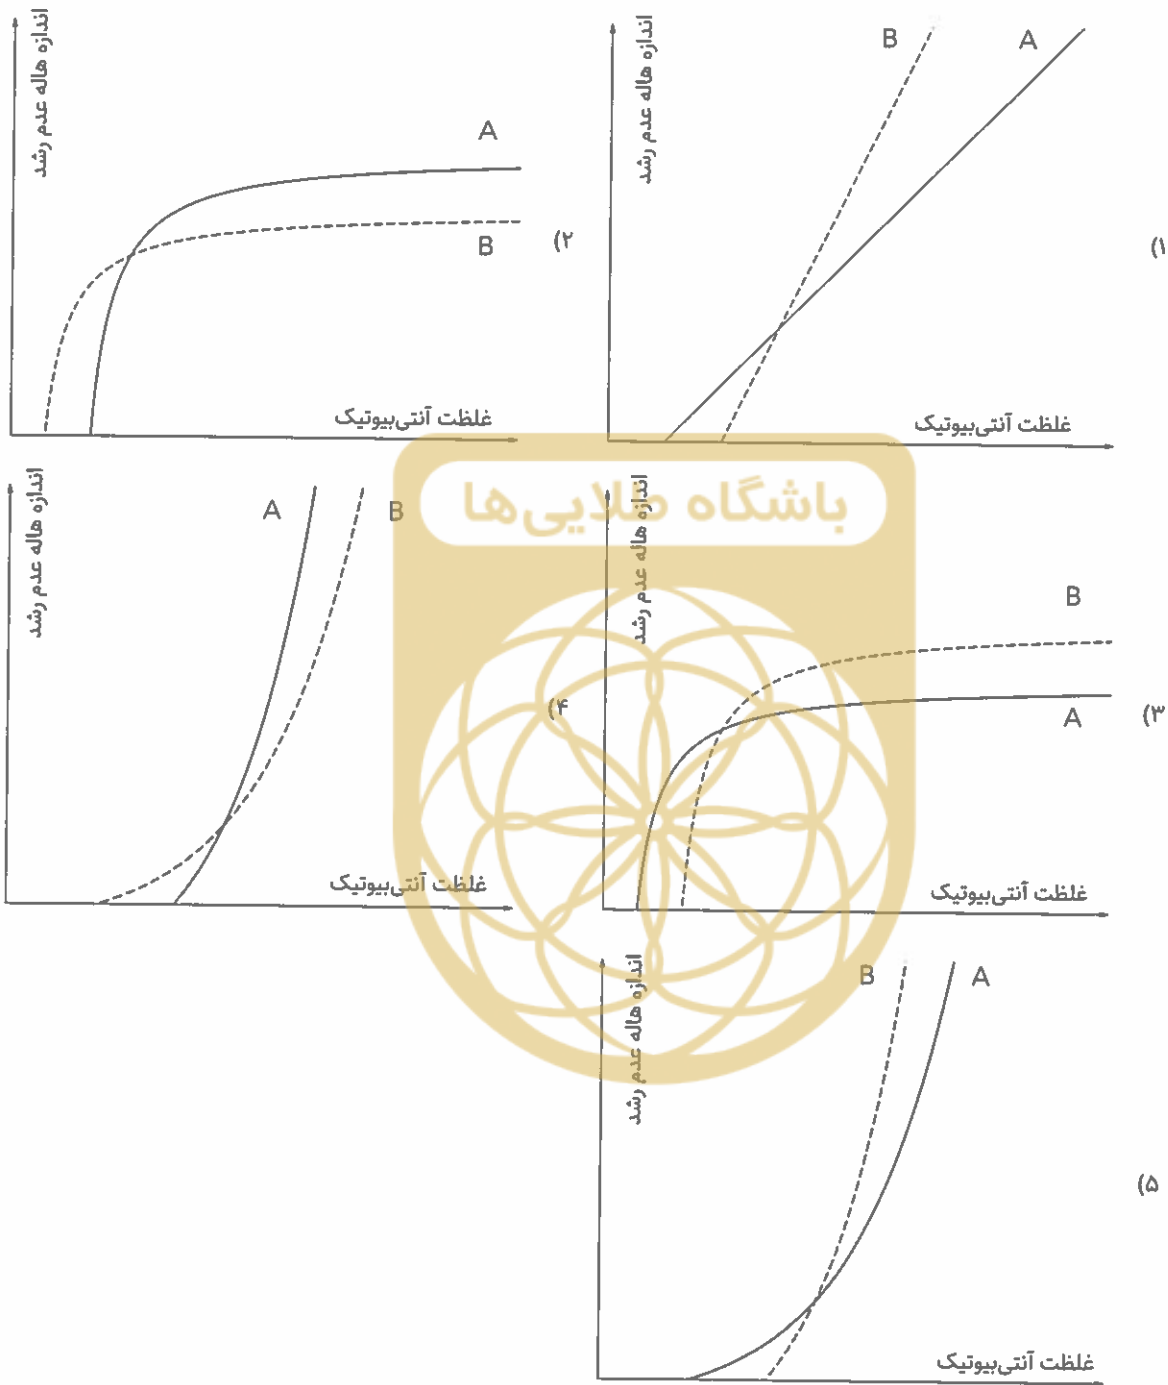 اندازه هاله عدم رشد
B
A
غلظت آنتی‌بیوتیک
۱)
اندازه هاله عدم رشد
A
B
غلظت آنتی‌بیوتیک
۲)
باشگاه طلایی‌ها
اندازه هاله عدم رشد
B
A
غلظت آنتی‌بیوتیک
۳)
اندازه هاله عدم رشد
A
B
غلظت آنتی‌بیوتیک
۴)
اندازه هاله عدم رشد
B
A
غلظت آنتی‌بیوتیک
۵)